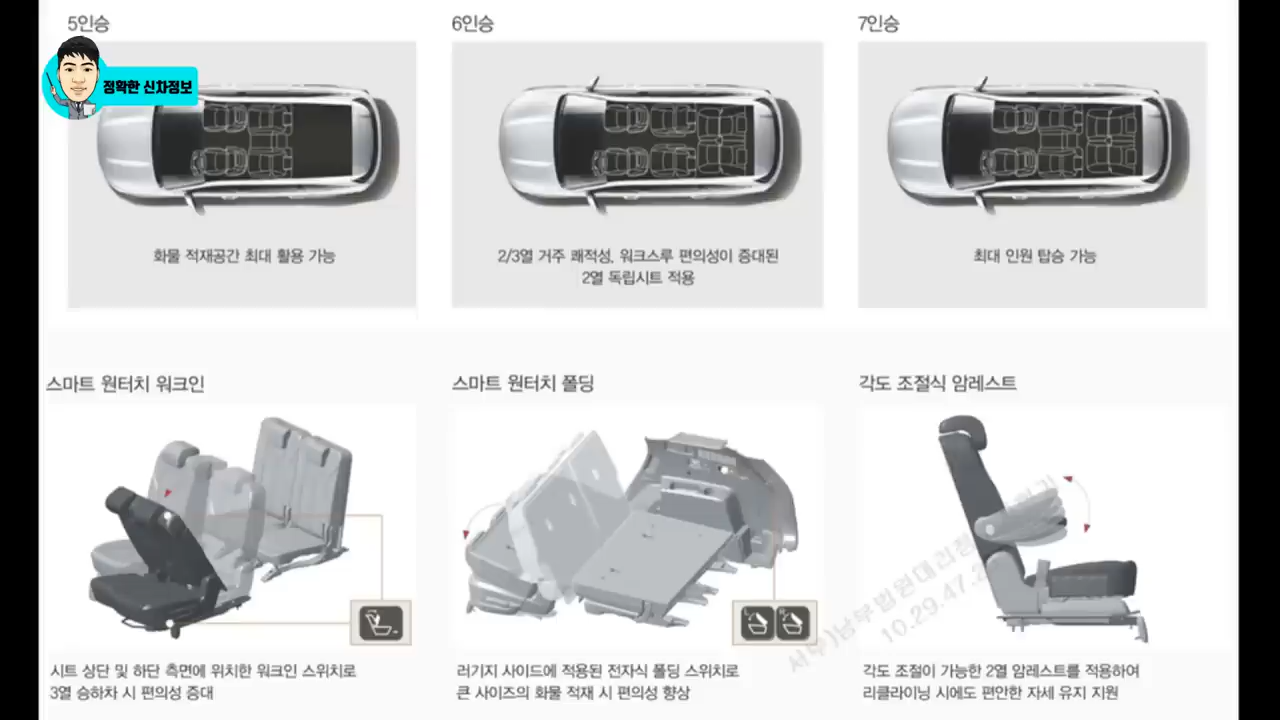 5인승
6인승
7인승
정확한 신차정보
화물 적재공간 최대 활용 가능
2/3열 거주 쾌적성, 워크스루 편의성이 증대된
2열 독립시트 적용
최대 인원 탑승 가능
스마트 원터치 워크인
스마트 원터치 폴딩
각도 조절식 암레스트
L
R
시트 상단 및 하단 측면에 위치한 워크인 스위치로
3열 승하차 시 편의성 증대
러기지 사이드에 적용된 전자식 폴딩 스위치로
큰 사이즈의 화물 적재 시 편의성 향상
각도 조절이 가능한 2열 암레스트를 적용하여
리클라이닝 시에도 편안한 자세 유지 지원
10.29.47.2